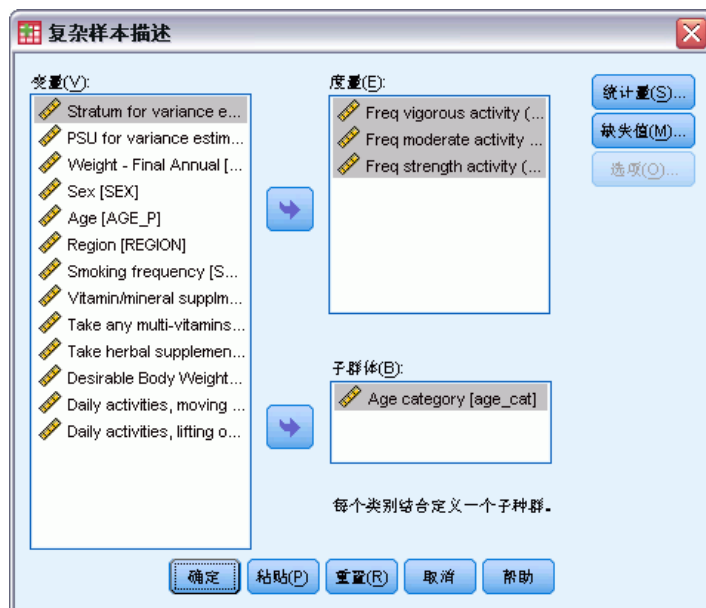 复杂样本描述
变量(V):
Stratum for variance e...
PSU for variance estim...
Weight - Final Annual [...
Sex [SEX]
Age [AGE_P]
Region [REGION]
Smoking frequency [S...
Vitamin/mineral supplm...
Take any multi-vitamins...
Take herbal supplemen...
Desirable Body Weight...
Daily activities, moving ...
Daily activities, lifting o...
度量(E):
Freq vigorous activity (...
Freq moderate activity ...
Freq strength activity (...
子群体(B):
Age category [age_cat]
每个类别结合定义一个子种群。
统计量(S)...
缺失值(M)...
选项(O)...
确定
粘贴(P)
重置(R)
取消
帮助